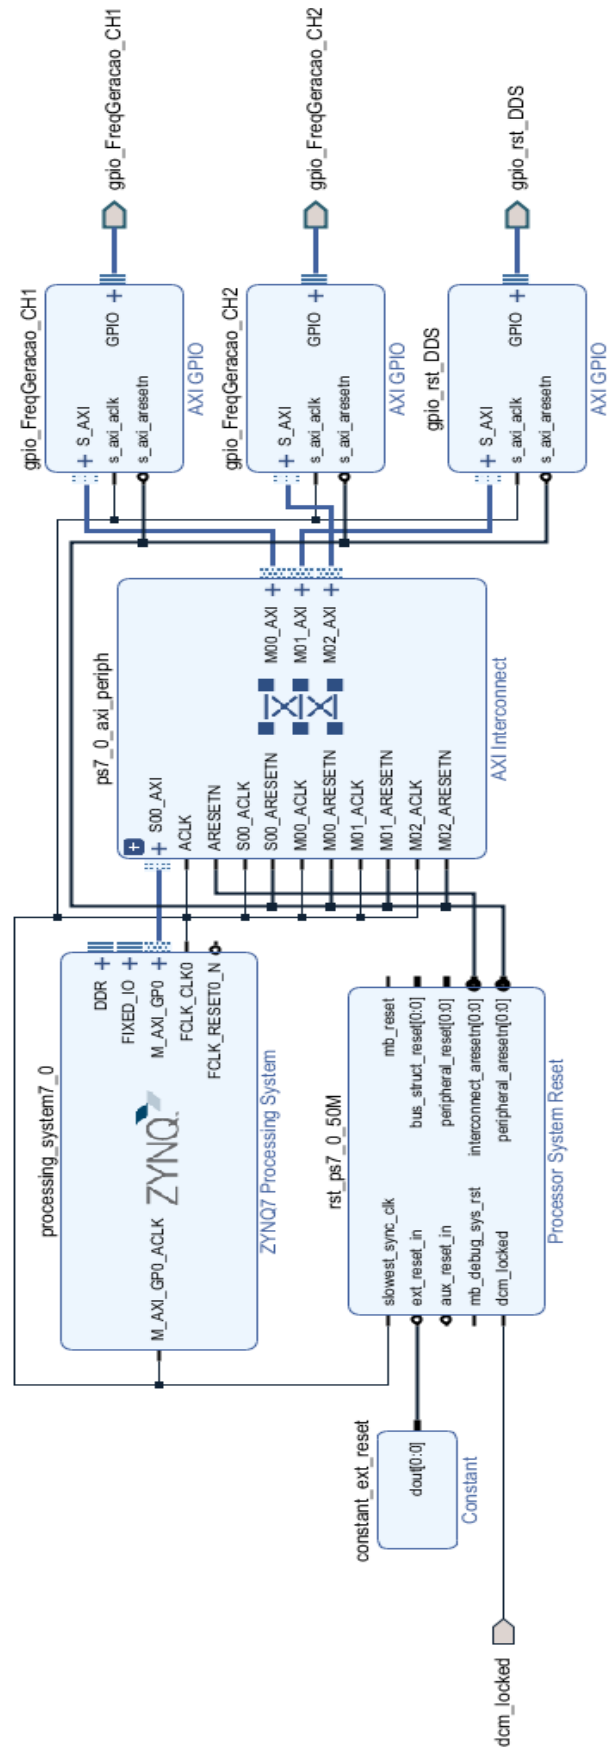 processing_system7_0
M_AXI_GP0_ACLK
ZYNQ
DDR
FIXED_IO
M_AXI_GP0
FCLK_CLK0
FCLK_RESET0_N
ZYNQ7 Processing System
constant_ext_reset
dout[0:0]
Constant
dcm_locked
rst_ps7_0_50M
slowest_sync_clk
ext_reset_in
aux_reset_in
mb_debug_sys_rst
dcm_locked
mb_reset
bus_struct_reset[0:0]
peripheral_reset[0:0]
interconnect_aresetn[0:0]
peripheral_aresetn[0:0]
Processor System Reset
ps7_0_axi_periph
S00_AXI
ACLK
ARESETN
S00_ACLK
S00_ARESETN
M00_ACLK
M00_ARESETN
M01_ACLK
M01_ARESETN
M02_ACLK
M02_ARESETN
M00_AXI
M01_AXI
M02_AXI
AXI Interconnect
gpio_FreqGeracao_CH1
S_AXI
s_axi_aclk
s_axi_aresetn
GPIO
AXI GPIO
gpio_FreqGeracao_CH1
gpio_FreqGeracao_CH2
S_AXI
s_axi_aclk
s_axi_aresetn
GPIO
AXI GPIO
gpio_FreqGeracao_CH2
gpio_rst_DDS
S_AXI
s_axi_aclk
s_axi_aresetn
GPIO
AXI GPIO
gpio_rst_DDS